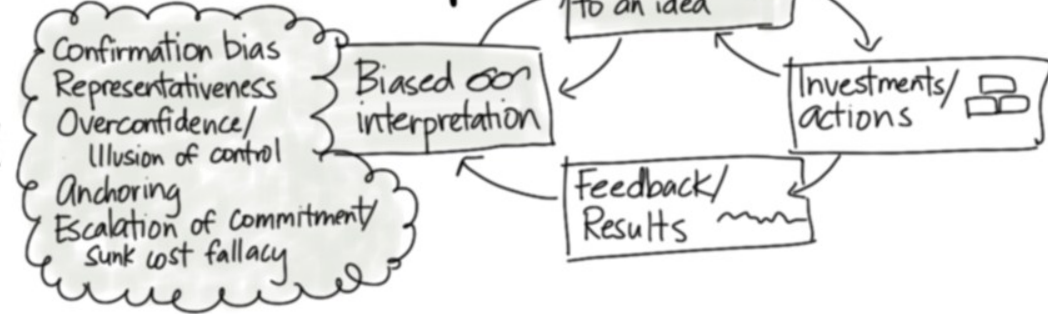 to an idea
Confirmation bias
Representativeness
Overconfidence/
Illusion of control
Anchoring
Escalation of commitment/
sunk cost fallacy
Biased
interpretation
Investments/
actions
Feedback/
Results